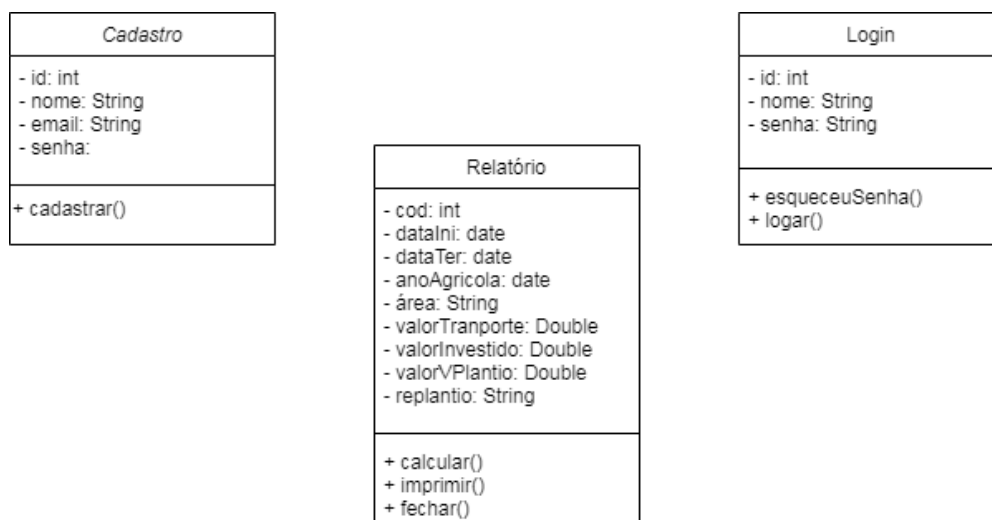 Cadastro
- id: int
- nome: String
- email: String
- senha:
+ cadastrar()
Login
- id: int
- nome: String
- senha: String
+ esqueceuSenha()
+ logar()
Relatório
- cod: int
- dataIni: date
- dataTer: date
- anoAgricola: date
- área: String
- valorTranporte: Double
- valorInvestido: Double
- valorVPlantio: Double
- replantio: String
+ calcular()
+ imprimir()
+ fechar()